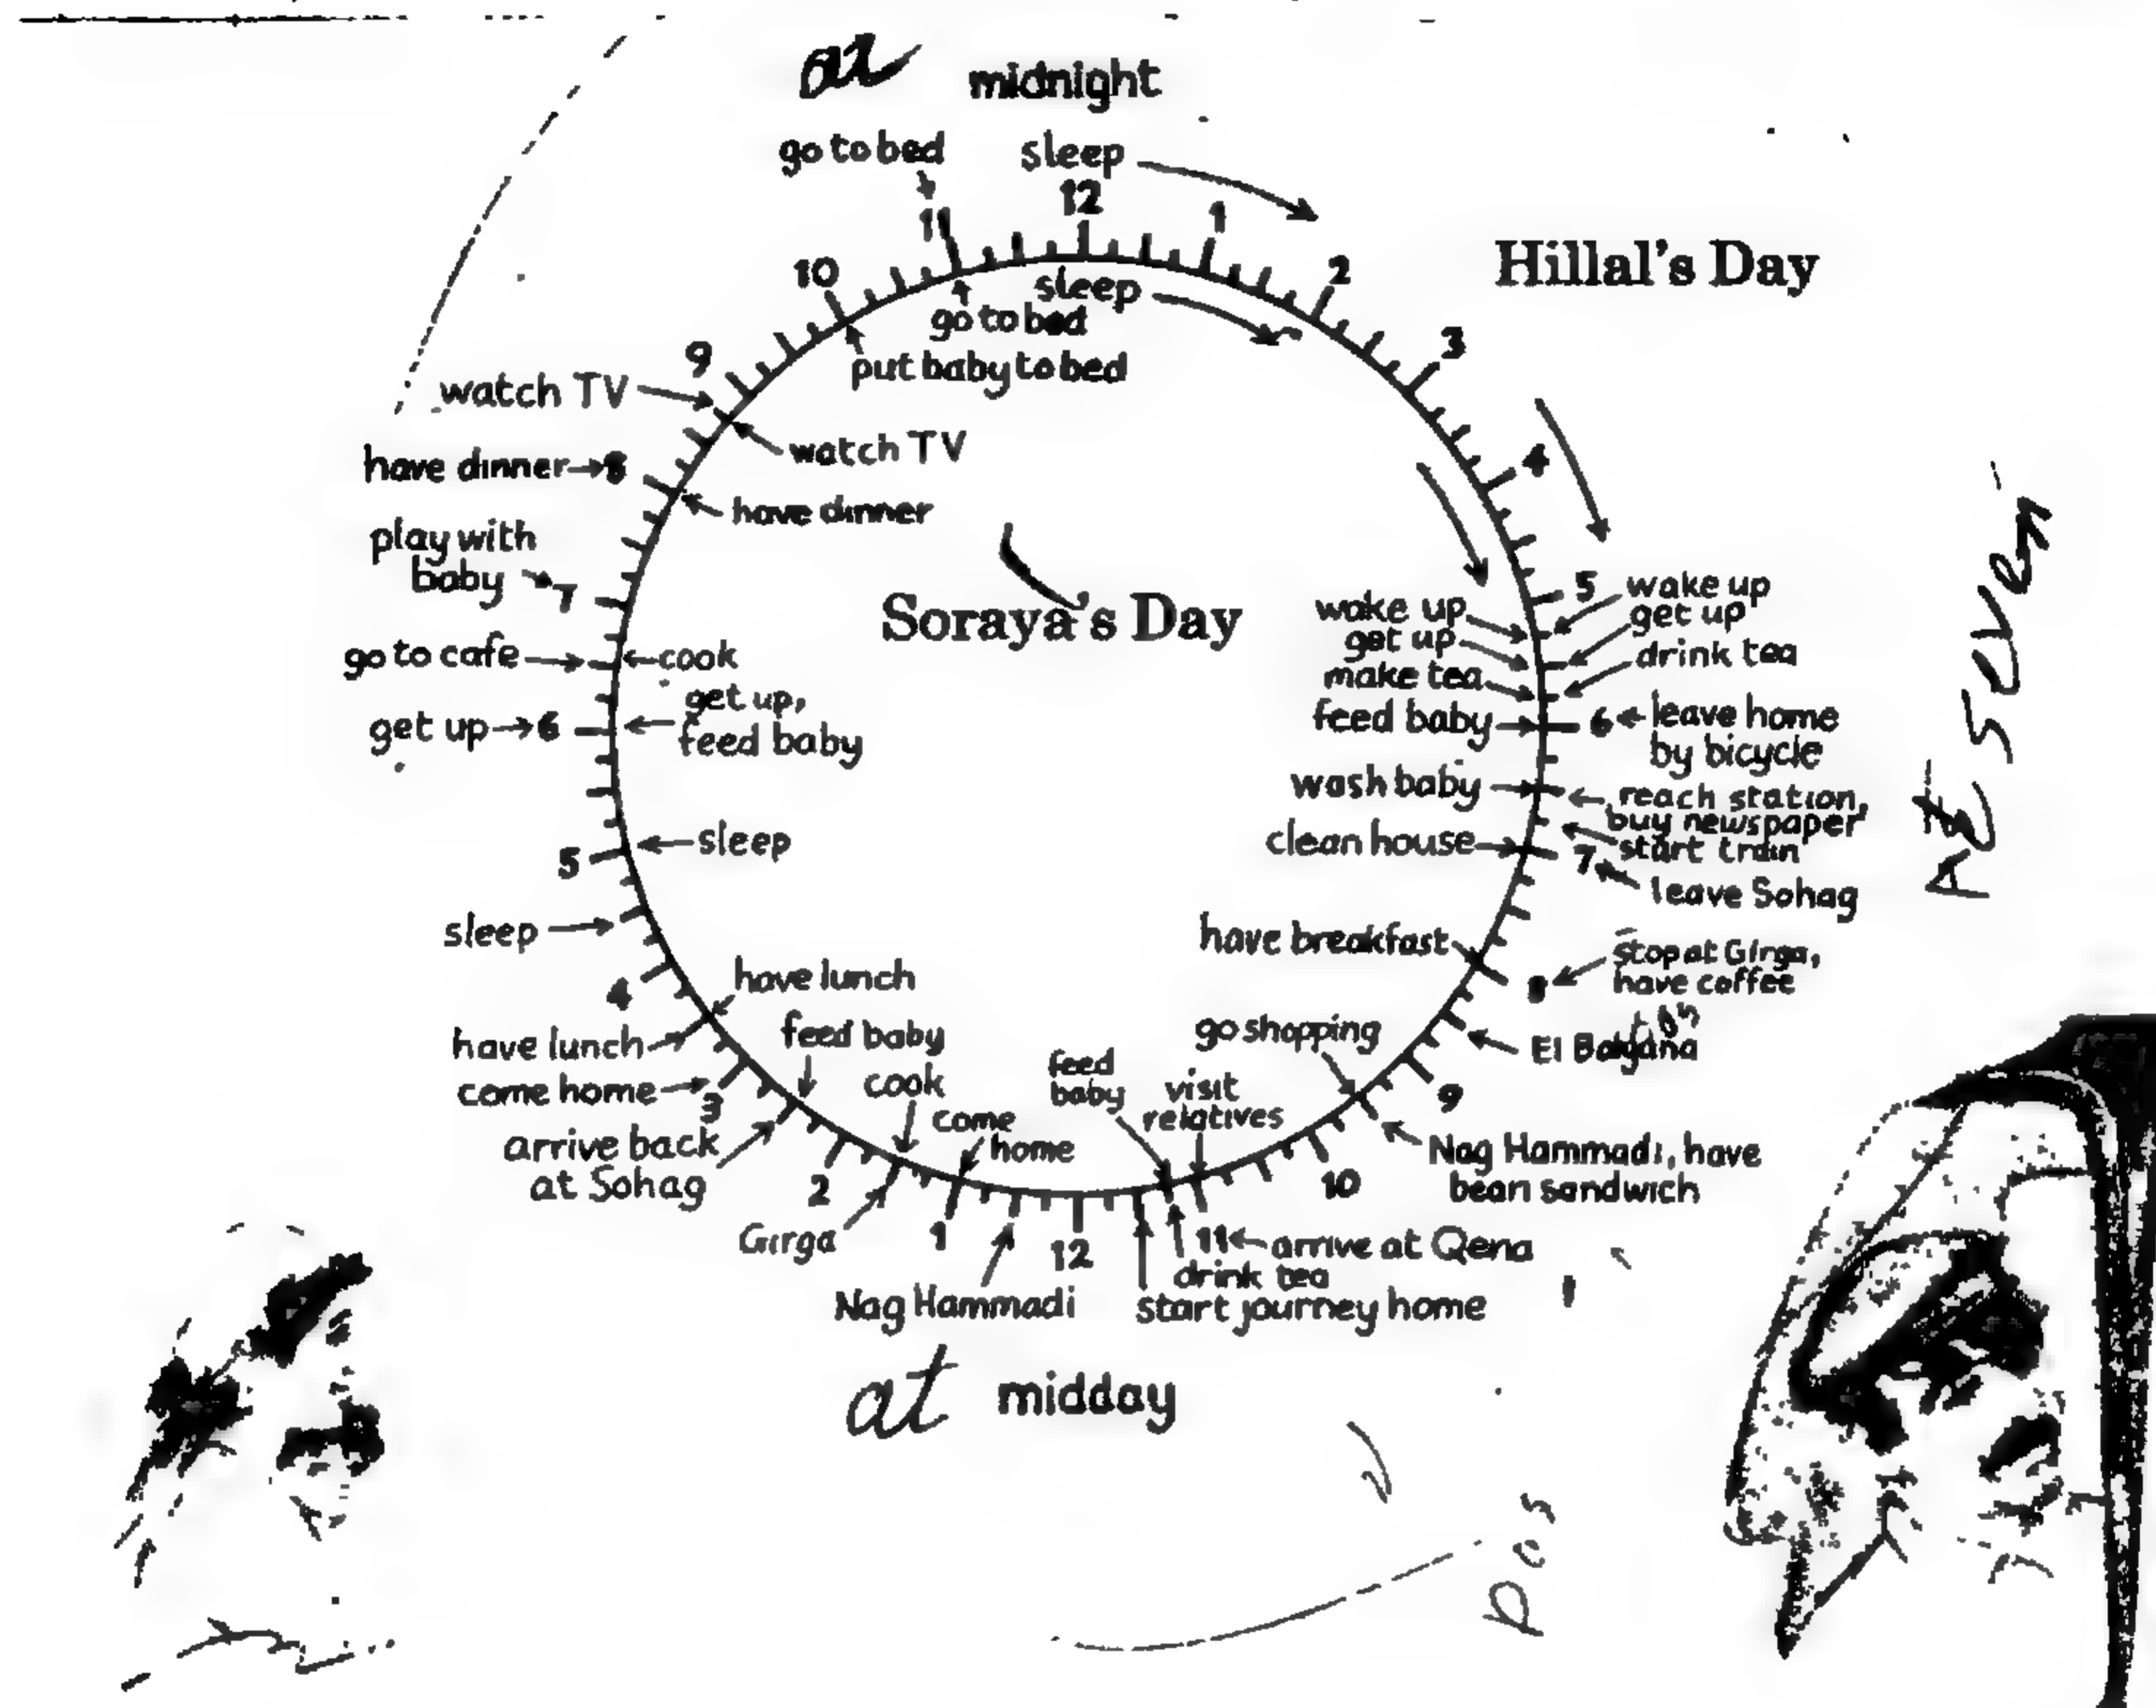 at midnight
go to bed
sleep
12
11
1
10
2
Hillal's Day
sleep
go to bed
put baby to bed
3
9
watch TV
watch TV
4
have dinner
8
have dinner
play with
baby
7
Soraya's Day
5
wake up
get up
drink tea
wake up
get up
make tea
feed baby
6
leave home
by bicycle
At seven
go to cafe
cook
get up
6
get up,
feed baby
wash baby
reach station,
buy newspaper
start train
clean house
7
leave Sohag
5
sleep
sleep
have breakfast
8
stop at Girga,
have coffee
4
have lunch
have lunch
feed baby
go shopping
El Balyana
come home
3
cook
feed
baby
visit
relatives
9
arrive back
at Sohag
come
home
Nag Hammadi, have
bean sandwich
2
10
Girga
1
12
11
arrive at Qena
drink tea
Nag Hammadi
start journey home
at midday